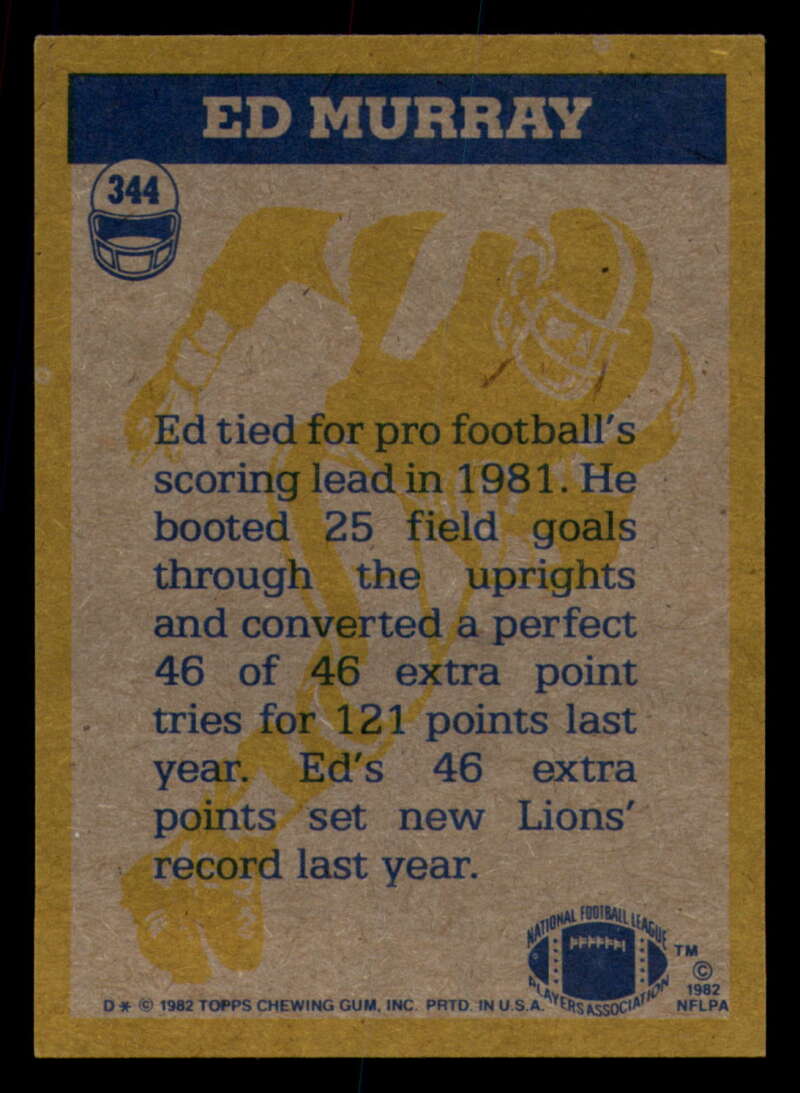 ED MURRAY
344
Ed tied for pro football's
scoring lead in 1981. He
booted 25 field goals
through the uprights
and converted a perfect
46 of 46 extra point
tries for 121 points last
year. Ed's 46 extra
points set new Lions'
record last year.
NATIONAL FOOTBALL LEAGUE
PLAYERS ASSOCIATION
TM
©
1982
NFLPA
D * © 1982 TOPPS CHEWING GUM, INC. PRTD. IN U.S.A.